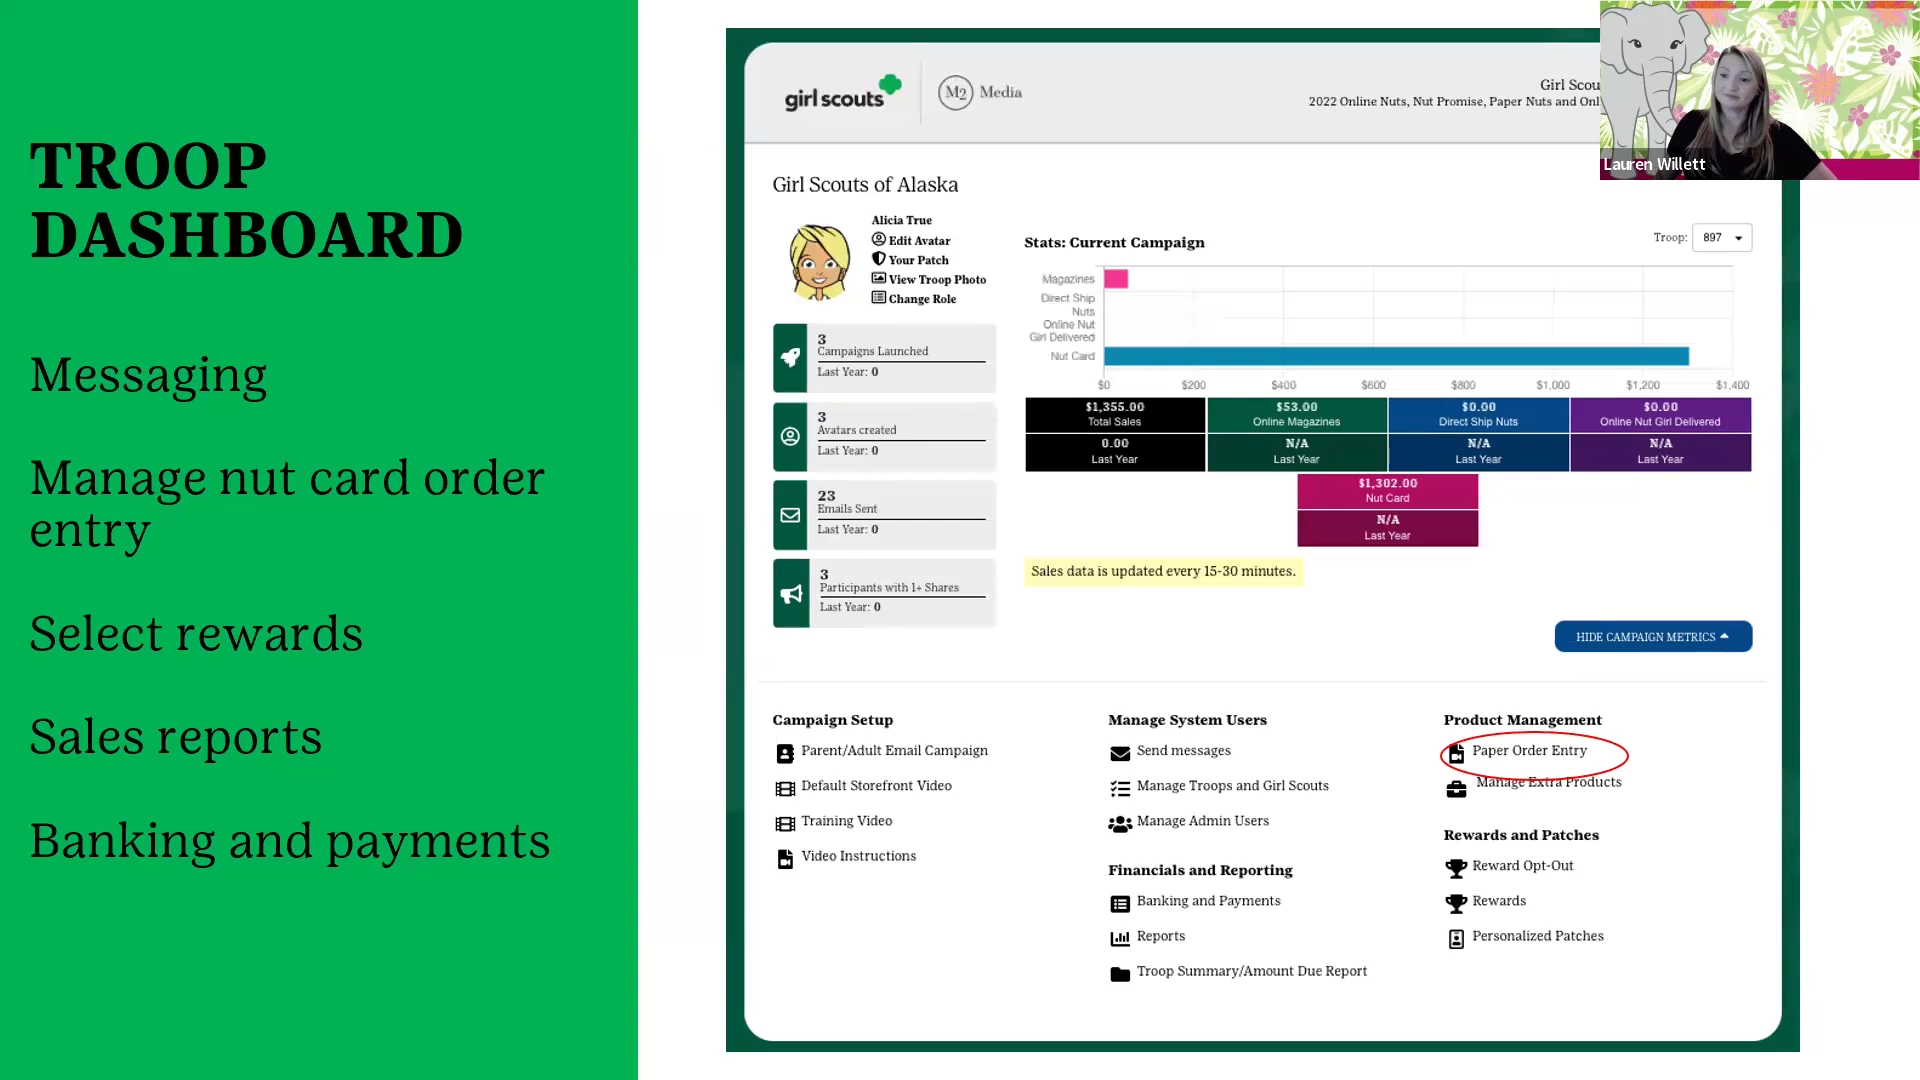 TROOP
DASHBOARD
Messaging
Manage nut card order
entry
Select rewards
Sales reports
Banking and payments
girl scouts
M2 Media
Girl Scou
2022 Online Nuts, Nut Promise, Paper Nuts and Onl
Lauren Willett
Girl Scouts of Alaska
Alicia True
Edit Avatar
Your Patch
View Troop Photo
Change Role
3
Campaigns Launched
Last Year: 0
3
Avatars created
Last Year: 0
23
Emails Sent
Last Year: 0
3
Participants with 1+ Shares
Last Year: 0
Stats: Current Campaign
Troop: 897
Magazines
Direct Ship
Nuts
Online Nut
Girl Delivered
Nut Card
$0 $200 $400 $600 $800 $1,000 $1,200 $1,400
$1,355.00 $53.00 $0.00 $0.00
Total Sales Online Magazines Direct Ship Nuts Online Nut Girl Delivered
0.00 N/A N/A N/A
Last Year Last Year Last Year Last Year
$1,302.00
Nut Card
N/A
Last Year
Sales data is updated every 15-30 minutes.
HIDE CAMPAIGN METRICS
Campaign Setup
Parent/Adult Email Campaign
Default Storefront Video
Training Video
Video Instructions
Manage System Users
Send messages
Manage Troops and Girl Scouts
Manage Admin Users
Financials and Reporting
Banking and Payments
Reports
Troop Summary/Amount Due Report
Product Management
Paper Order Entry
Manage Extra Products
Rewards and Patches
Reward Opt-Out
Rewards
Personalized Patches